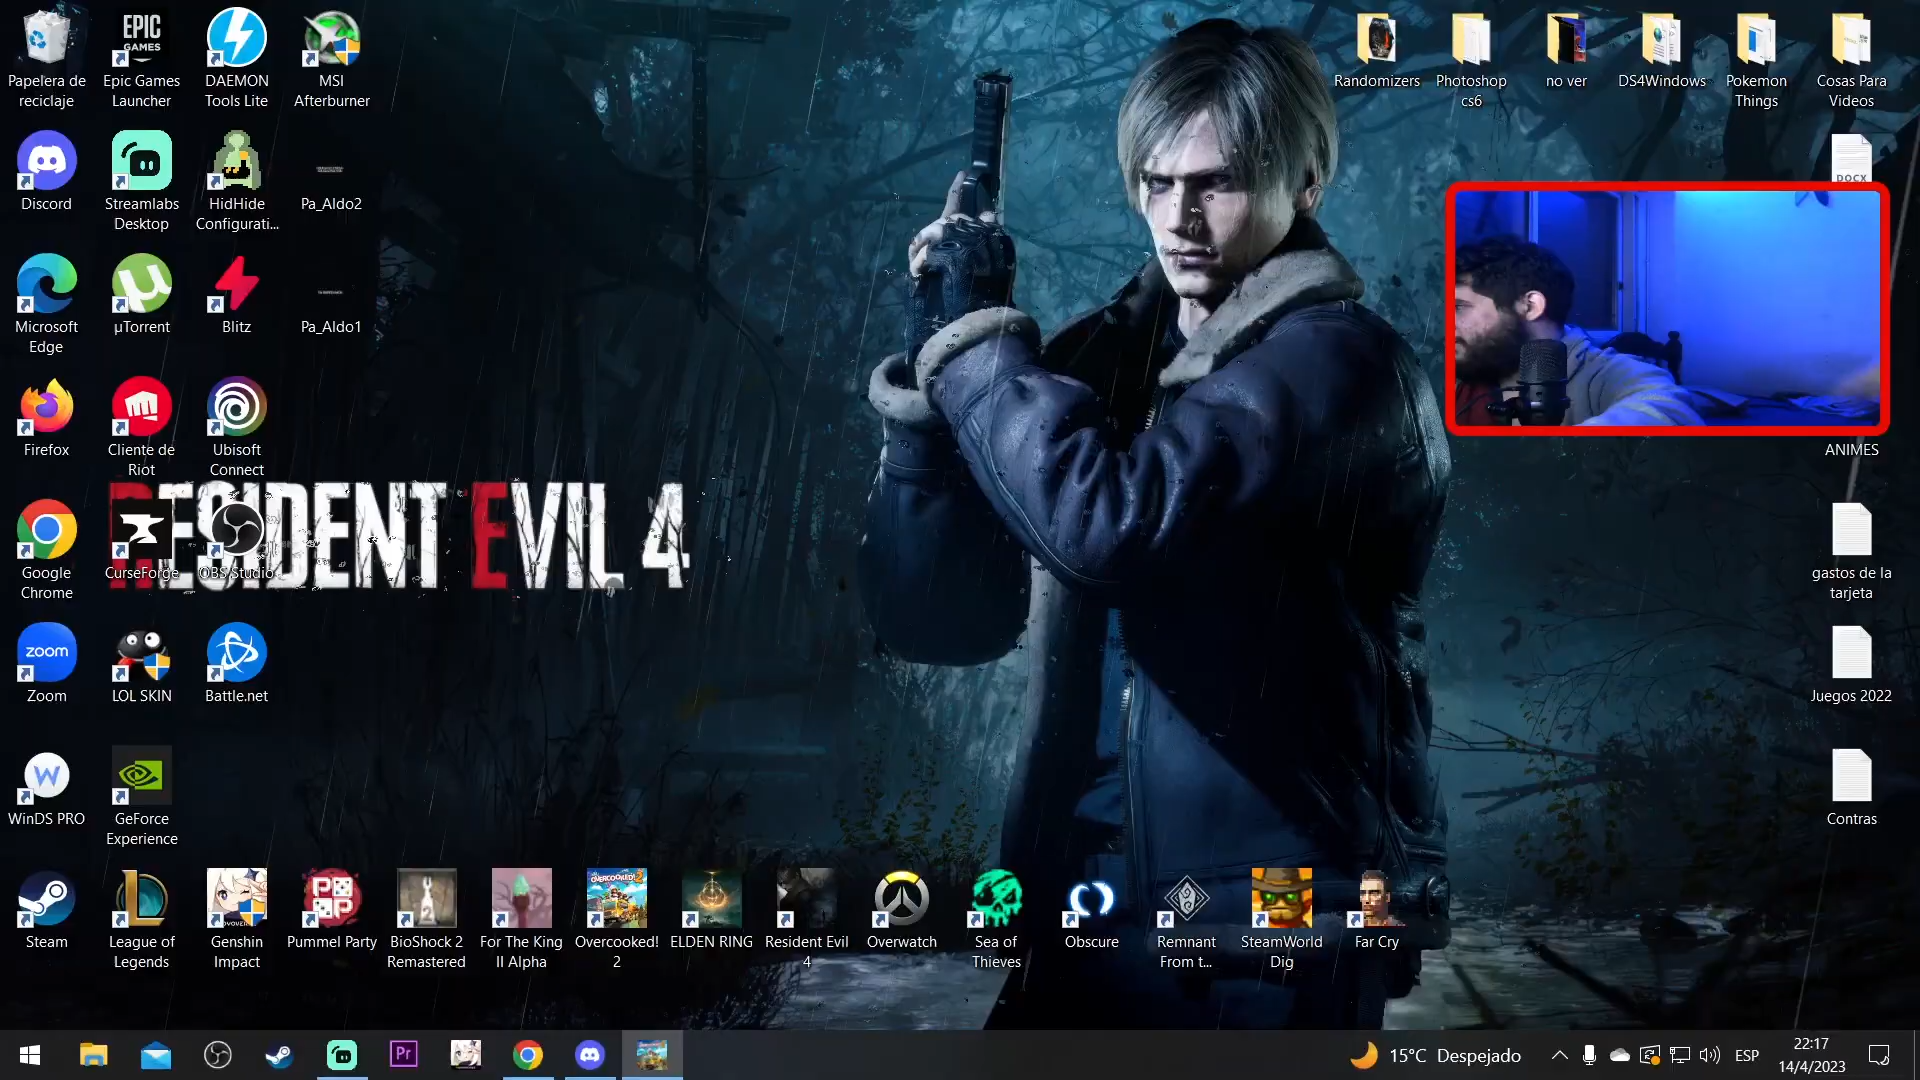 Papelera de
reciclaje
EPIC
GAMES
Epic Games
Launcher
DAEMON
Tools Lite
MSI
Afterburner
Randomizers
Photoshop
cs6
no ver
DS4Windows
Pokemon
Things
Cosas Para
Videos
Discord
Streamlabs
Desktop
HidHide
Configurati...
Pa_Aldo2
DOCX
Microsoft
Edge
µTorrent
Blitz
Pa_Aldo1
Firefox
Cliente de
Riot
Ubisoft
Connect
ANIMES
RESIDENT EVIL 4
Google
Chrome
CurseForge
OBS Studio
gastos de la
tarjeta
zoom
Zoom
LOL SKIN
Battle.net
Juegos 2022
W
WinDS PRO
GeForce
Experience
Contras
Steam
League of
Legends
Genshin
Impact
Pummel Party
2
BioShock 2
Remastered
For The King
II Alpha
OVERCOOKED! 2
Overcooked!
2
ELDEN RING
Resident Evil
4
Overwatch
Sea of
Thieves
Obscure
Remnant
From t...
SteamWorld
Dig
Far Cry
Pr
15°C Despejado
ESP
22:17
14/4/2023